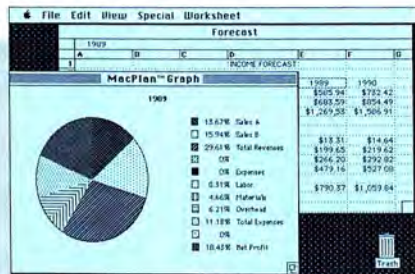 File Edit View Special Worksheet
Forecast
1989
A B C D E F G
1 INCOME FORECAST
MacPlan™ Graph
1989
1989 1990
$585.94 $732.42
$683.59 $854.49
$1,269.53 $1,586.91
$13.31 $14.64
$199.65 $219.62
$266.20 $292.82
$479.16 $527.08
$790.37 $1,059.84
13.67% Sales A
15.94% Sales B
29.61% Total Revenues
0%
0% Expenses
0.31% Labor
4.66% Materials
6.21% Overhead
11.18% Total Expenses
0%
18.43% Net Profit
Trash